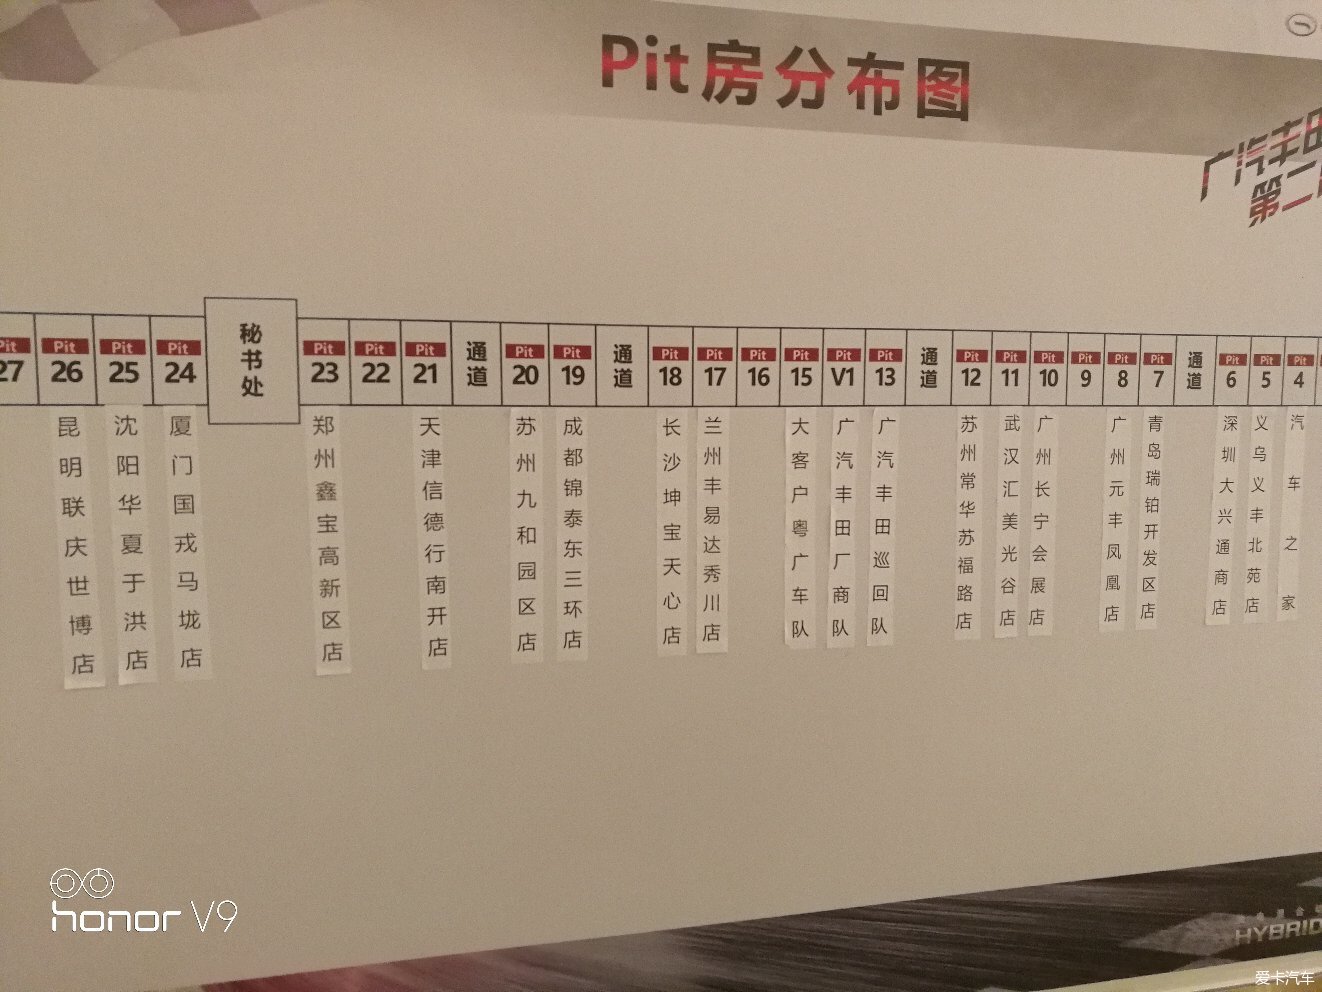 Pit房分布图
广汽丰田
第二
Pit 27
Pit 26
Pit 25
Pit 24
秘书处
Pit 23
Pit 22
Pit 21
通道
Pit 20
Pit 19
通道
Pit 18
Pit 17
Pit 16
Pit 15
Pit V1
Pit 13
通道
Pit 12
Pit 11
Pit 10
Pit 9
Pit 8
Pit 7
通道
Pit 6
Pit 5
Pit 4
昆明联庆世博店
沈阳华夏于洪店
厦门国戎马垅店
郑州鑫宝高新区店
天津信德行南开店
苏州九和园区店
成都锦泰东三环店
长沙坤宝天心店
兰州丰易达秀川店
大客户粤广车队
广汽丰田厂商队
广汽丰田巡回队
苏州常华苏福路店
武汉汇美光谷店
广州长宁会展店
广州元丰凤凰店
青岛瑞铂开发区店
深圳大兴通商店
义乌义丰北苑店
汽车之家
honor V9
HYBRID
爱卡汽车